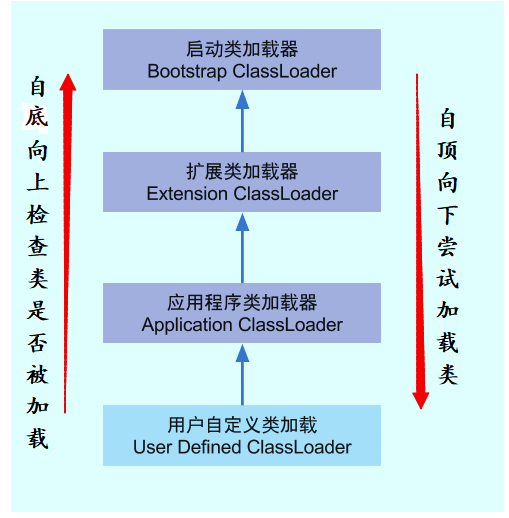 启动类加载器
Bootstrap ClassLoader
扩展类加载器
Extension ClassLoader
应用程序类加载器
Application ClassLoader
用户自定义类加载
User Defined ClassLoader
自底向上检查类是否被加载
自顶向下尝试加载类